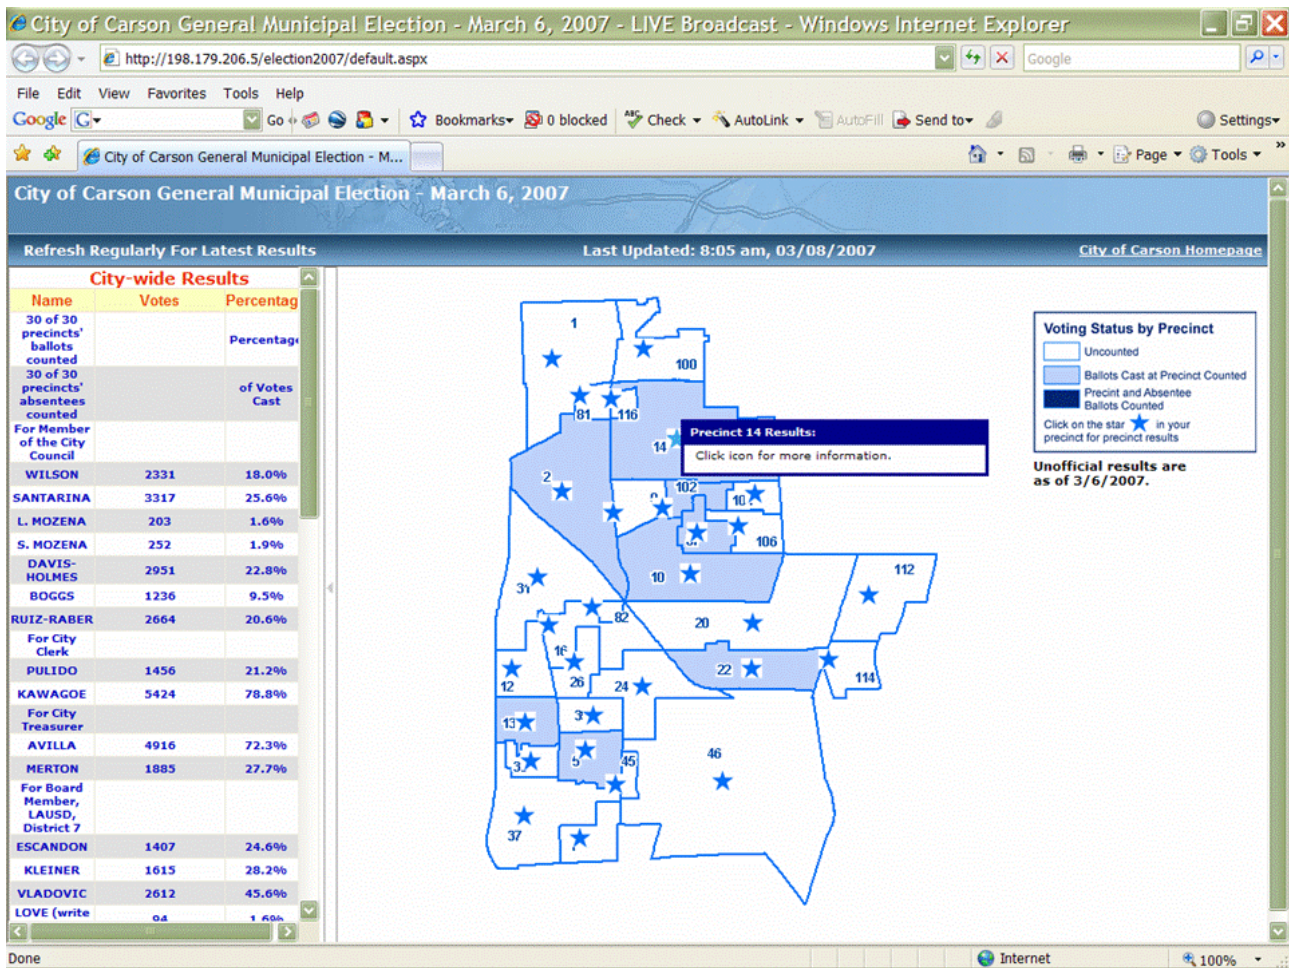 City of Carson General Municipal Election - March 6, 2007 - LIVE Broadcast - Windows Internet Explorer
http://198.179.206.5/election2007/default.aspx
Google
File Edit View Favorites Tools Help
Google G Go Bookmarks 0 blocked ABC Check AutoLink AutoFill Send to Settings
City of Carson General Municipal Election - M... Page Tools
City of Carson General Municipal Election - March 6, 2007
Refresh Regularly For Latest Results Last Updated: 8:05 am, 03/08/2007 City of Carson Homepage
City-wide Results
Name Votes Percentag
30 of 30
precincts'
ballots
counted
Percentage
30 of 30
precincts'
absentees
counted
of Votes
Cast
For Member
of the City
Council
WILSON 2331 18.0%
SANTARINA 3317 25.6%
L. MOZENA 203 1.6%
S. MOZENA 252 1.9%
DAVIS-
HOLMES 2951 22.8%
BOGGS 1236 9.5%
RUIZ-RABER 2664 20.6%
For City
Clerk
PULIDO 1456 21.2%
KAWAGOE 5424 78.8%
For City
Treasurer
AVILLA 4916 72.3%
MERTON 1885 27.7%
For Board
Member,
LAUSD,
District 7
ESCANDON 1407 24.6%
KLEINER 1615 28.2%
VLADOVIC 2612 45.6%
LOVE (write 94 1.6%
1
100
81 116
14
Precinct 14 Results:
Click icon for more information.
2
102
106
10
31
112
82
20
16
22
12
26
24
114
13
46
45
37
Voting Status by Precinct
Uncounted
Ballots Cast at Precinct Counted
Precint and Absentee
Ballots Counted
Click on the star in your
precinct for precinct results
Unofficial results are
as of 3/6/2007.
Done Internet 100%